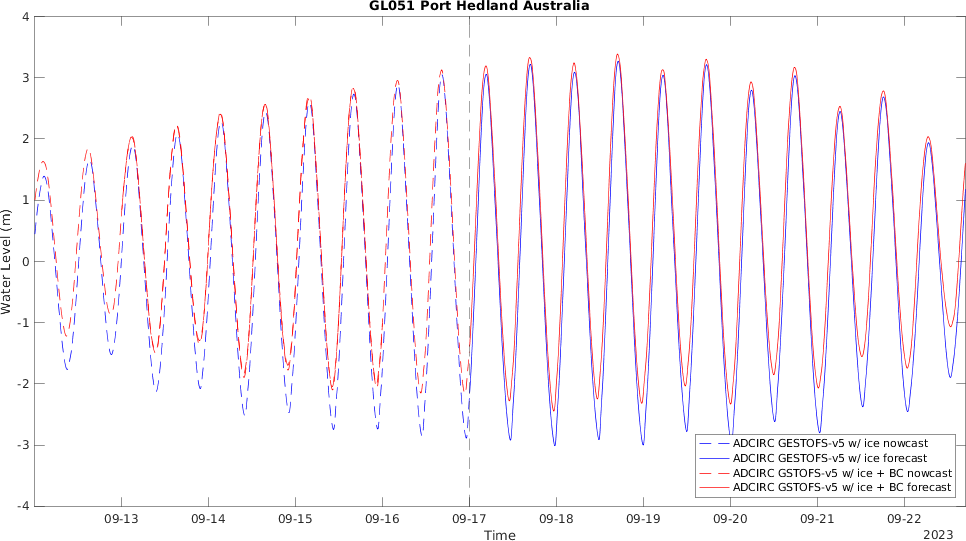 GL051 Port Hedland Australia
4
3
2
1
0
-1
-2
-3
-4
Water Level (m)
09-13 09-14 09-15 09-16 09-17 09-18 09-19 09-20 09-21 09-22
Time
2023
ADCIRC GESTOFS-v5 w/ ice nowcast
ADCIRC GESTOFS-v5 w/ ice forecast
ADCIRC GSTOFS-v5 w/ ice + BC nowcast
ADCIRC GSTOFS-v5 w/ ice + BC forecast